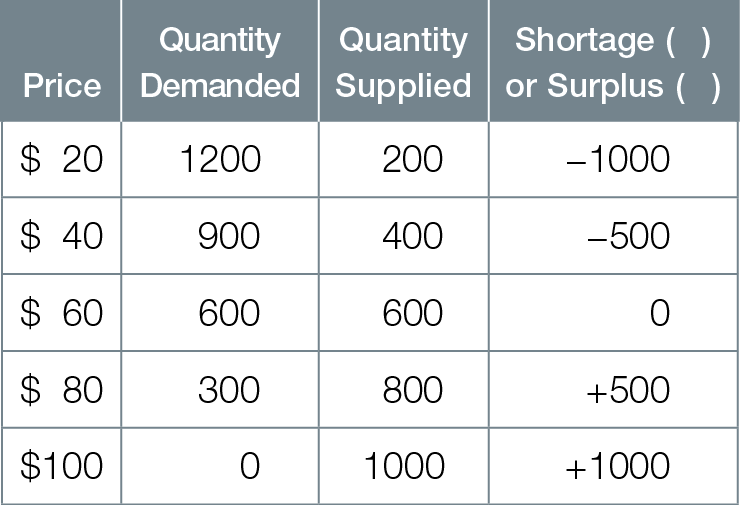 Price Quantity Demanded Quantity Supplied Shortage ( ) or Surplus ( )
$ 20 1200 200 –1000
$ 40 900 400 –500
$ 60 600 600 0
$ 80 300 800 +500
$100 0 1000 +1000